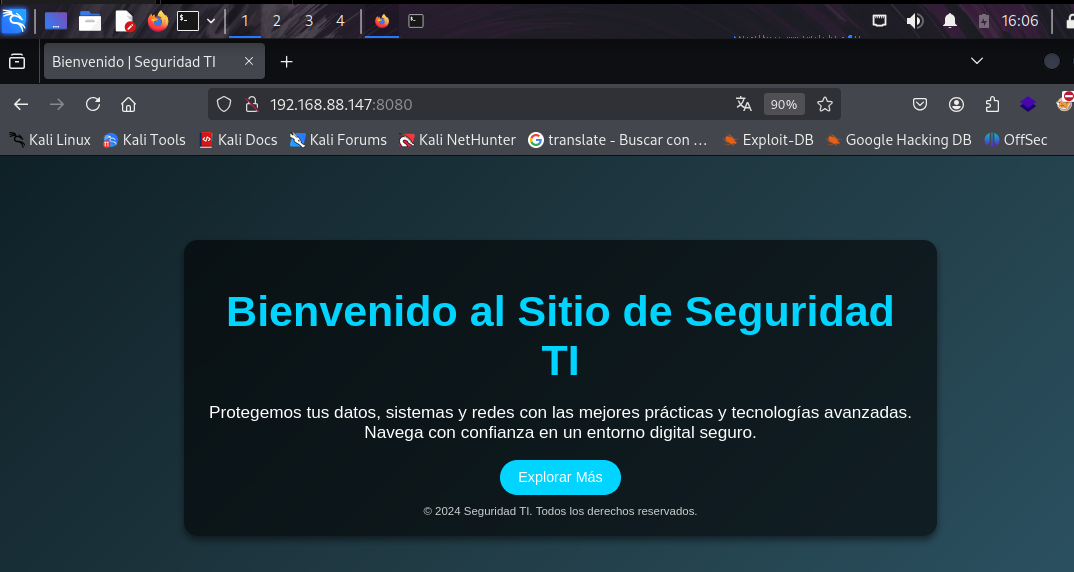 1 2 3 4 16:06
Bienvenido | Seguridad TI
192.168.88.147:8080 90%
Kali Linux Kali Tools Kali Docs Kali Forums Kali NetHunter translate - Buscar con ... Exploit-DB Google Hacking DB OffSec
Bienvenido al Sitio de Seguridad
TI
Protegemos tus datos, sistemas y redes con las mejores prácticas y tecnologías avanzadas.
Navega con confianza en un entorno digital seguro.
Explorar Más
© 2024 Seguridad TI. Todos los derechos reservados.